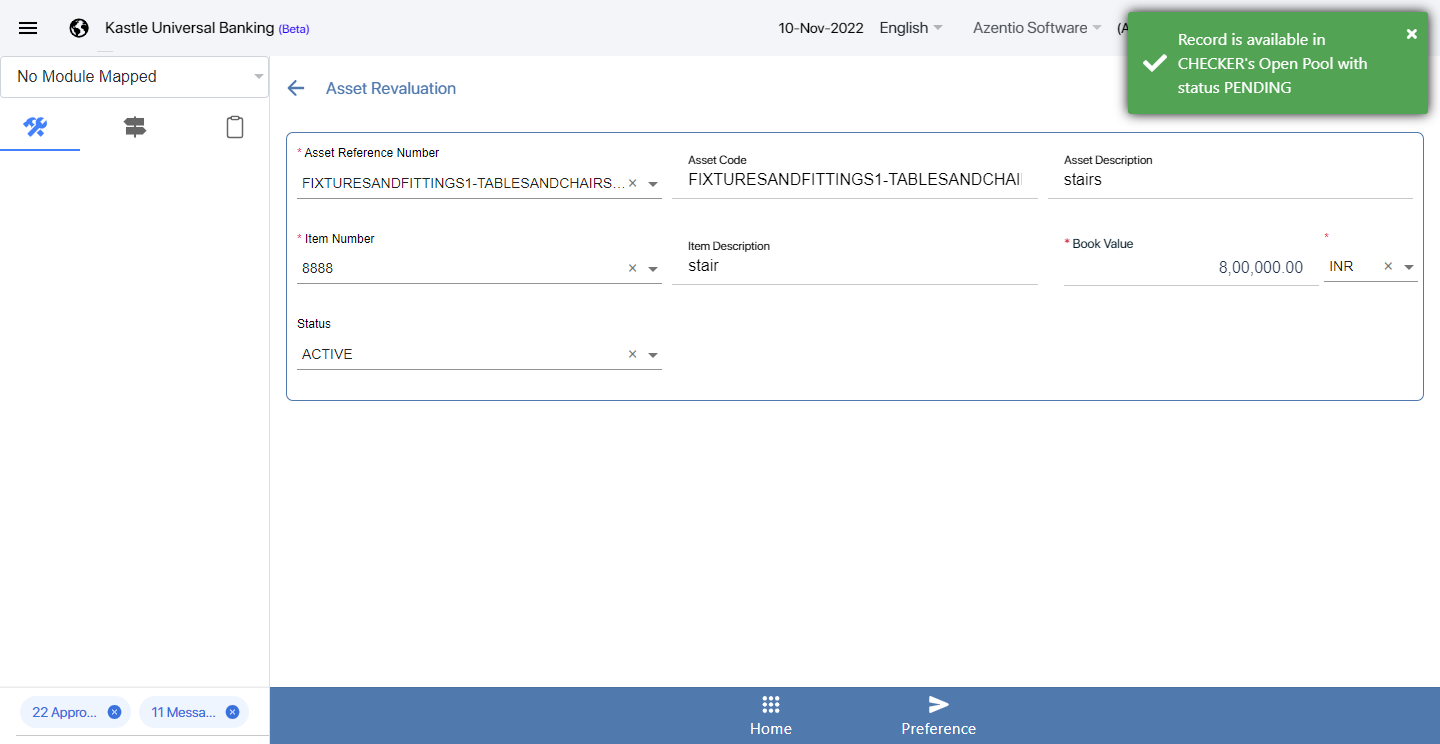 Kastle Universal Banking (Beta)
10-Nov-2022
English
Azentio Software
(A
Record is available in
CHECKER's Open Pool with
status PENDING
No Module Mapped
Asset Revaluation
* Asset Reference Number
FIXTURESANDFITTINGS1-TABLESANDCHAIRS...
Asset Code
FIXTURESANDFITTINGS1-TABLESANDCHAI
Asset Description
stairs
* Item Number
8888
Item Description
stair
* Book Value
8,00,000.00
*
INR
Status
ACTIVE
22 Appro...
11 Messa...
Home
Preference